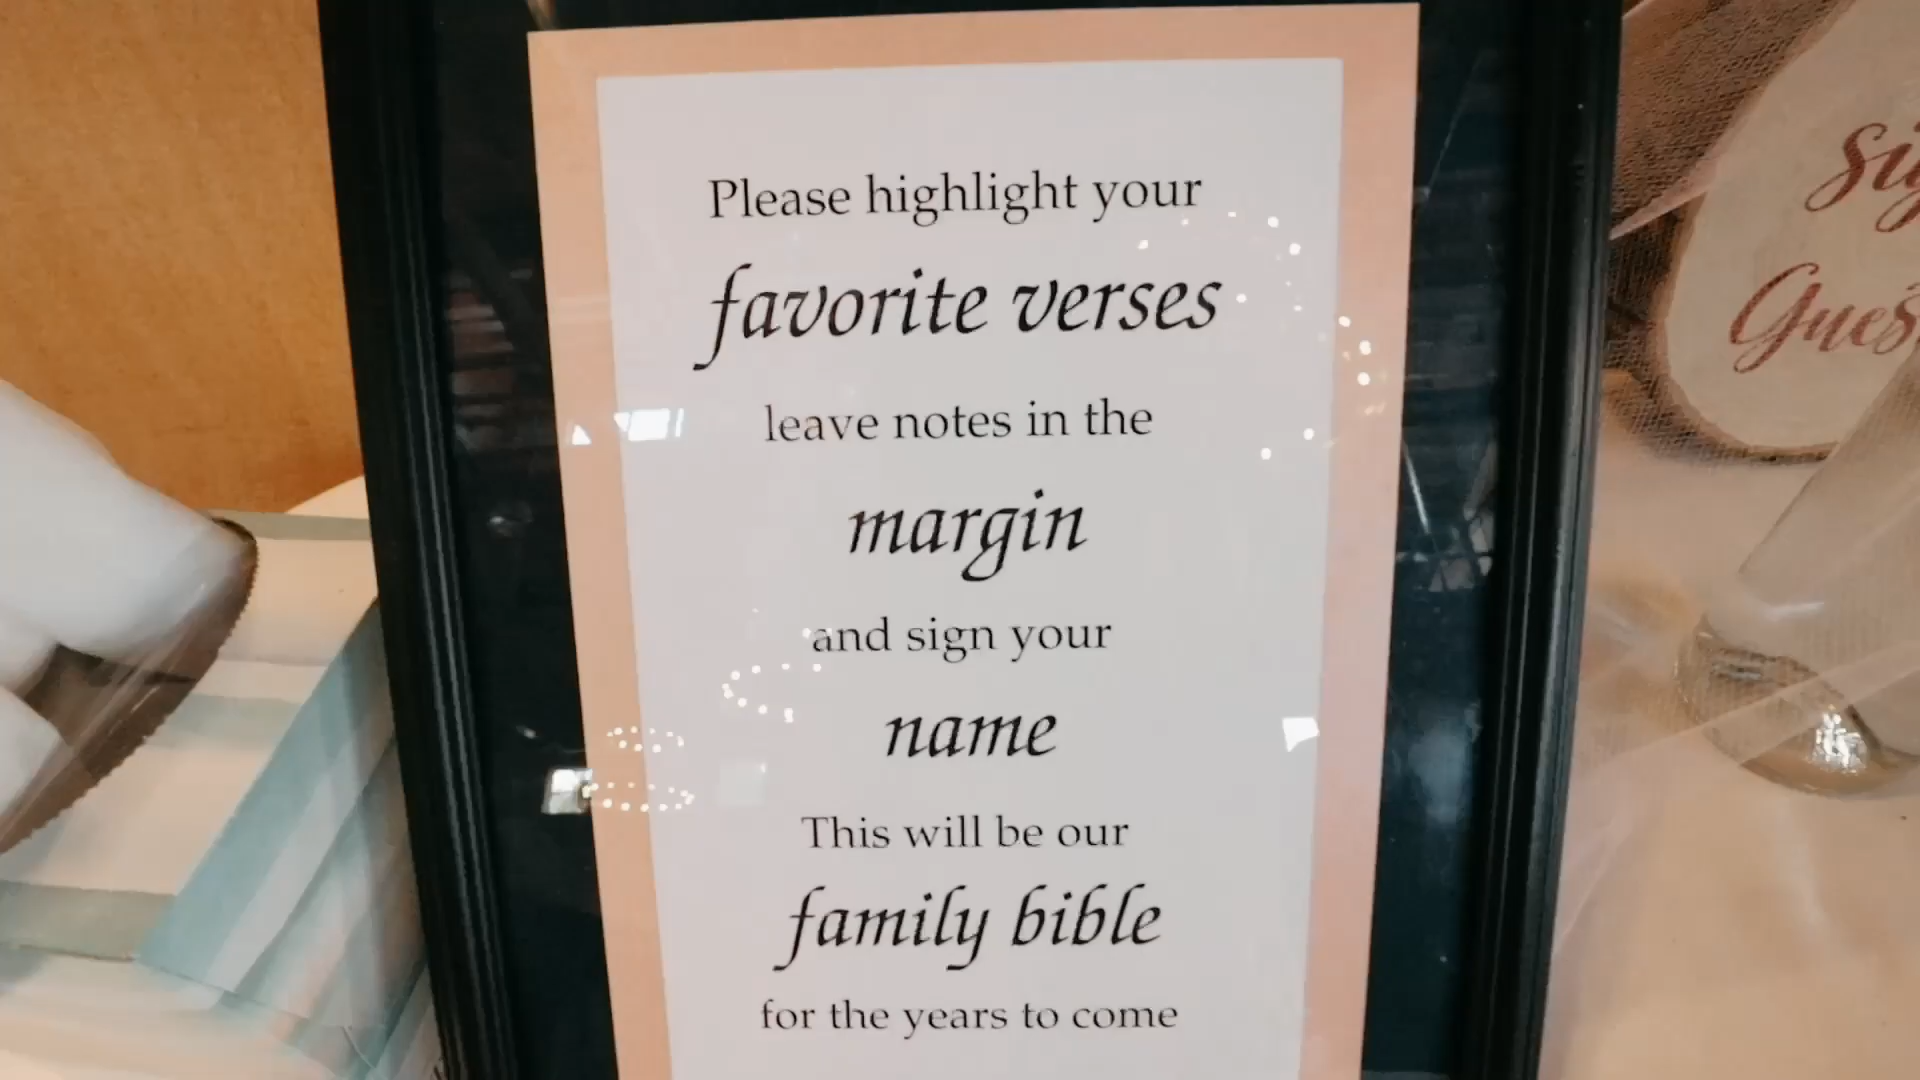 Please highlight your
favorite verses
leave notes in the
margin
and sign your
name
This will be our
family bible
for the years to come